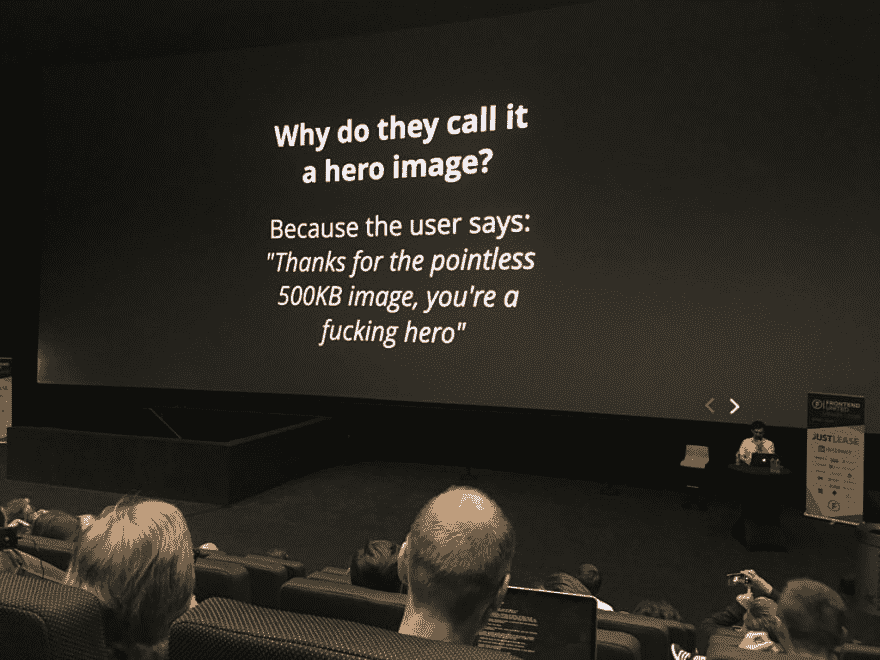 Why do they call it
a hero image?
Because the user says:
"Thanks for the pointless
500KB image, you're a
fucking hero"
FRONTEND
UNITED
JUSTLEASE